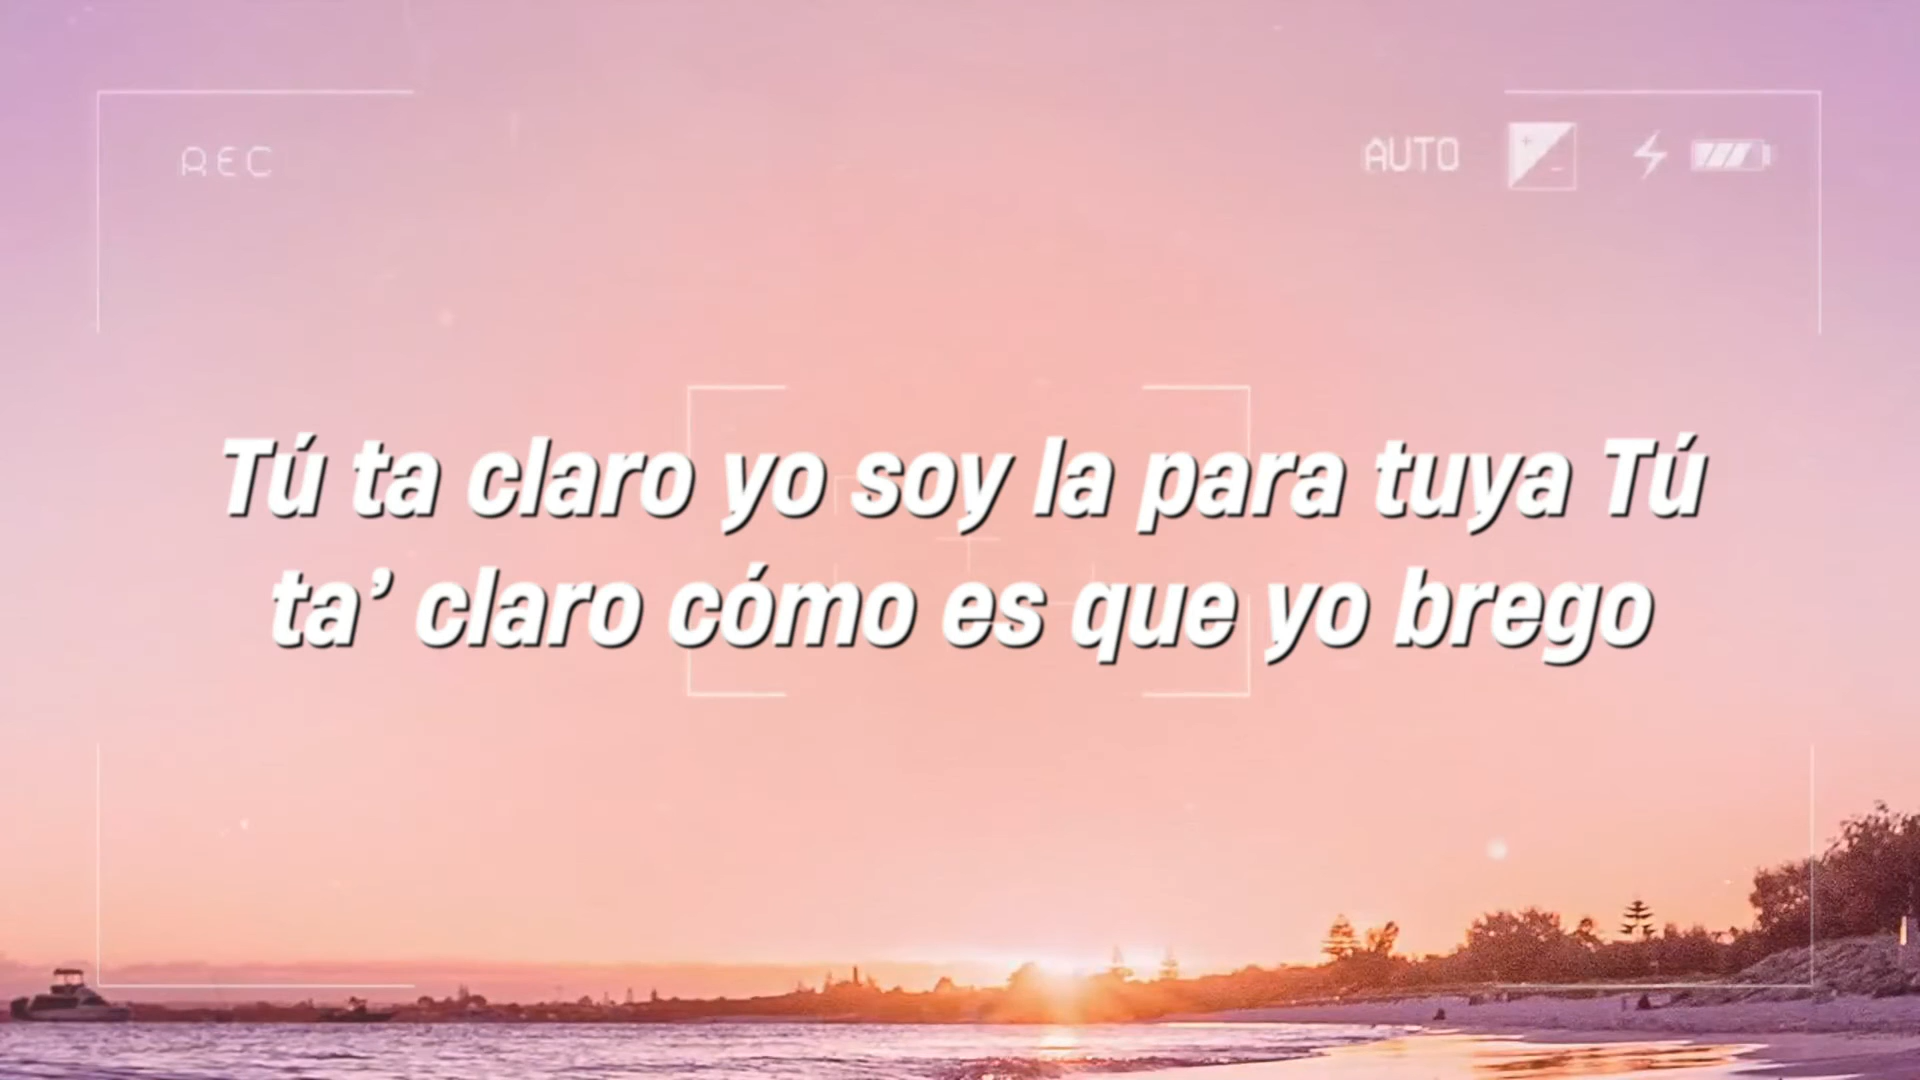 REC
AUTO
Tú ta claro yo soy la para tuya Tú
ta’ claro cómo es que yo brego